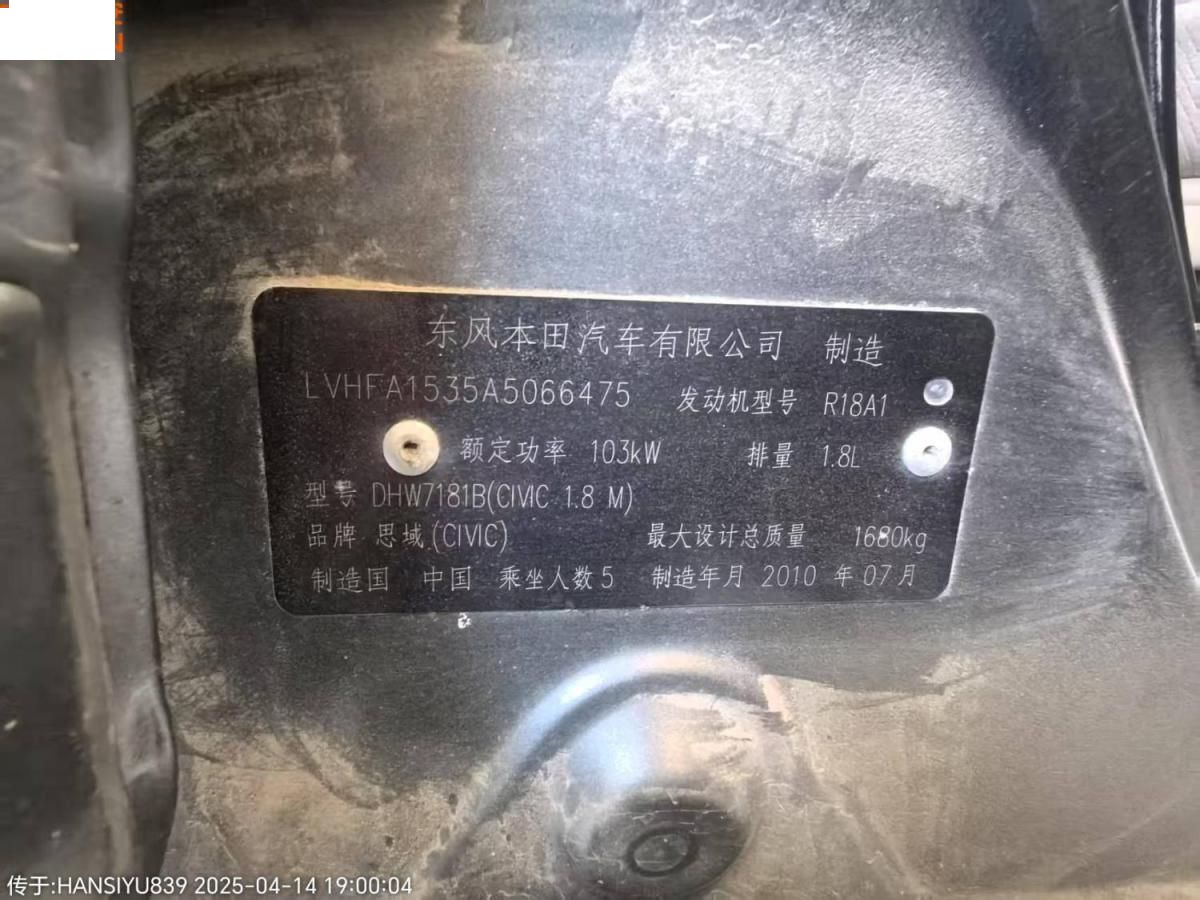 东风本田汽车有限公司 制造
LVHFA1535A5066475 发动机型号 R18A1
额定功率 103kW 排量 1.8L
型号 DHW7181B(CIVIC 1.8 M)
品牌 思域(CIVIC) 最大设计总质量 1680kg
制造国 中国 乘坐人数 5 制造年月 2010 年 07 月
传于:HANSIYU839 2025-04-14 19:00:04